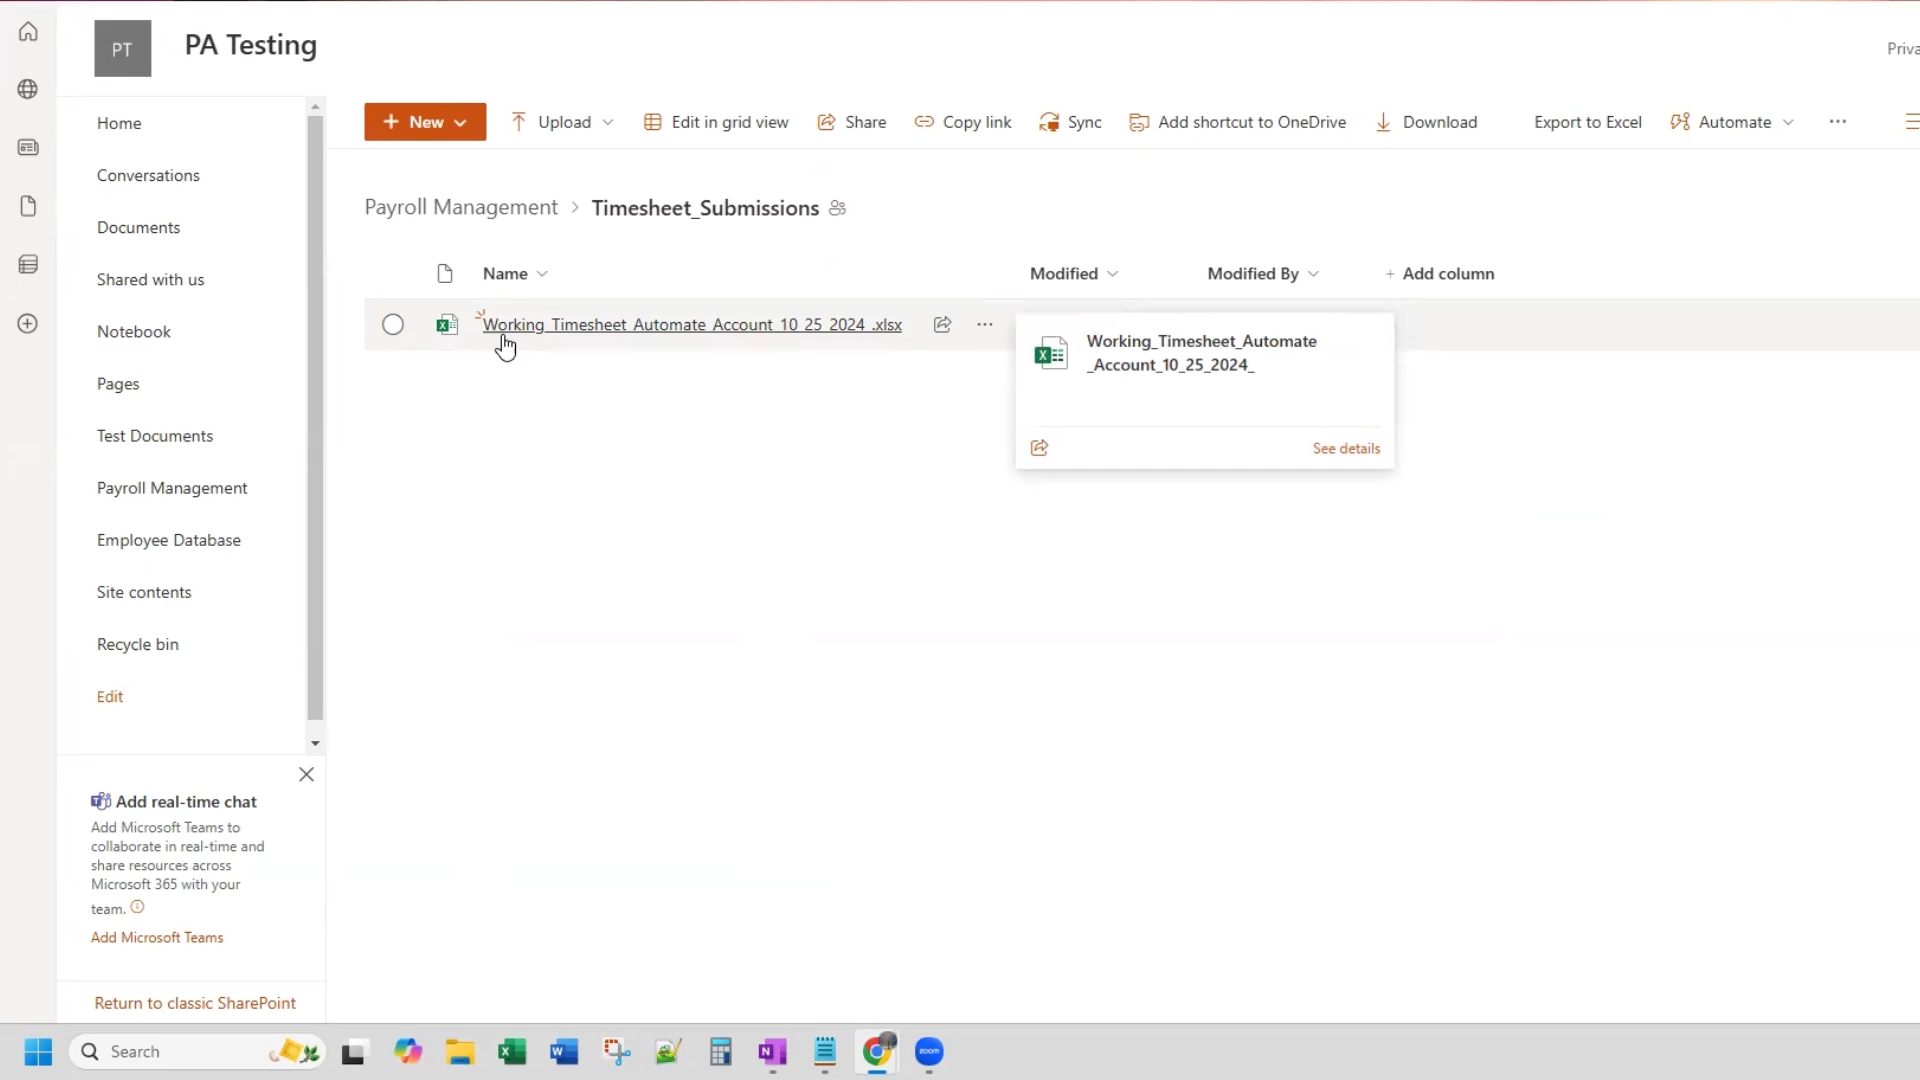 PT
PA Testing
Priva
Home
Conversations
Documents
Shared with us
Notebook
Pages
Test Documents
Payroll Management
Employee Database
Site contents
Recycle bin
Edit
Add real-time chat
Add Microsoft Teams to
collaborate in real-time and
share resources across
Microsoft 365 with your
team.
Add Microsoft Teams
Return to classic SharePoint
+ New
Upload
Edit in grid view
Share
Copy link
Sync
Add shortcut to OneDrive
Download
Export to Excel
Automate
...
Payroll Management > Timesheet_Submissions
Name
Modified
Modified By
+ Add column
Working_Timesheet_Automate_Account_10_25_2024_.xlsx
...
Working_Timesheet_Automate
_Account_10_25_2024_
See details
Search
zoom